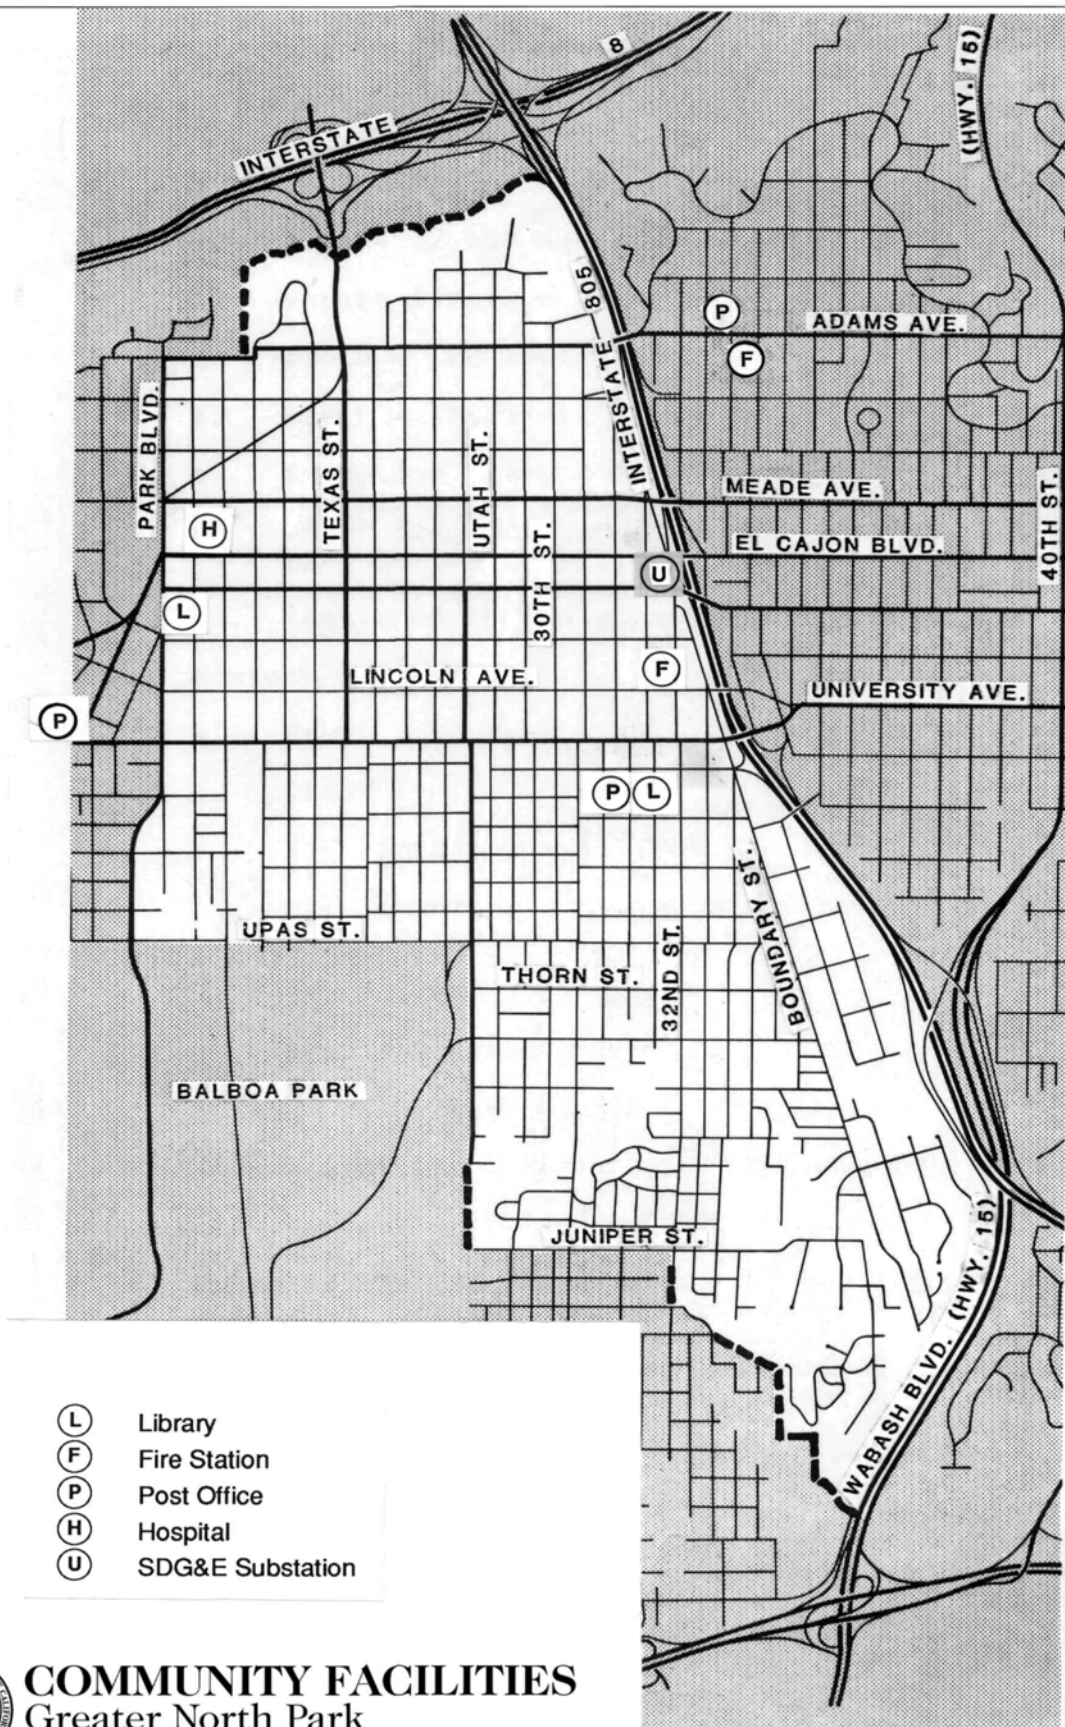 8
(HWY. 15)
INTERSTATE
805
P
ADAMS AVE.
F
INTERSTATE
PARK BLVD.
TEXAS ST.
UTAH ST.
MEADE AVE.
H
30TH ST.
EL CAJON BLVD.
40TH ST.
U
L
F
LINCOLN AVE.
UNIVERSITY AVE.
P
P L
BOUNDARY ST.
UPAS ST.
THORN ST.
32ND ST.
BALBOA PARK
JUNIPER ST.
WABASH BLVD. (HWY. 15)
L Library
F Fire Station
P Post Office
H Hospital
U SDG&E Substation
COMMUNITY FACILITIES
Greater North Park